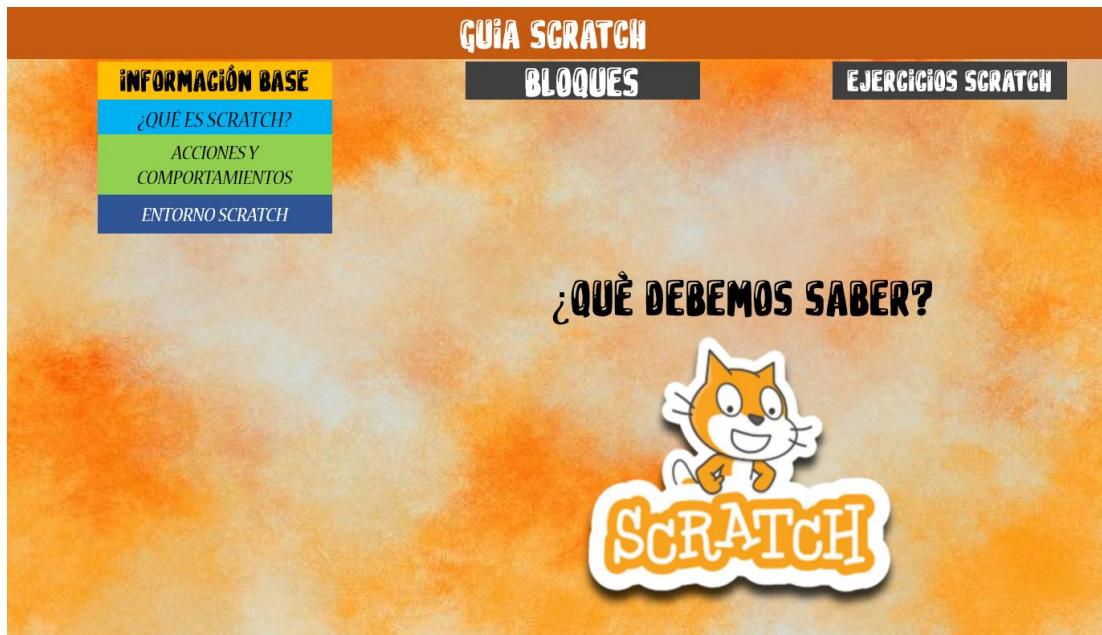 GUiA SCRATCH
iNFORMACiÓN BASE
BLOQUES
EJERCiCiOS SCRATCH
¿QUÉ ES SCRATCH?
ACCIONES Y
COMPORTAMIENTOS
ENTORNO SCRATCH
¿QUÈ DEBEMOS SABER?
SCRATCH